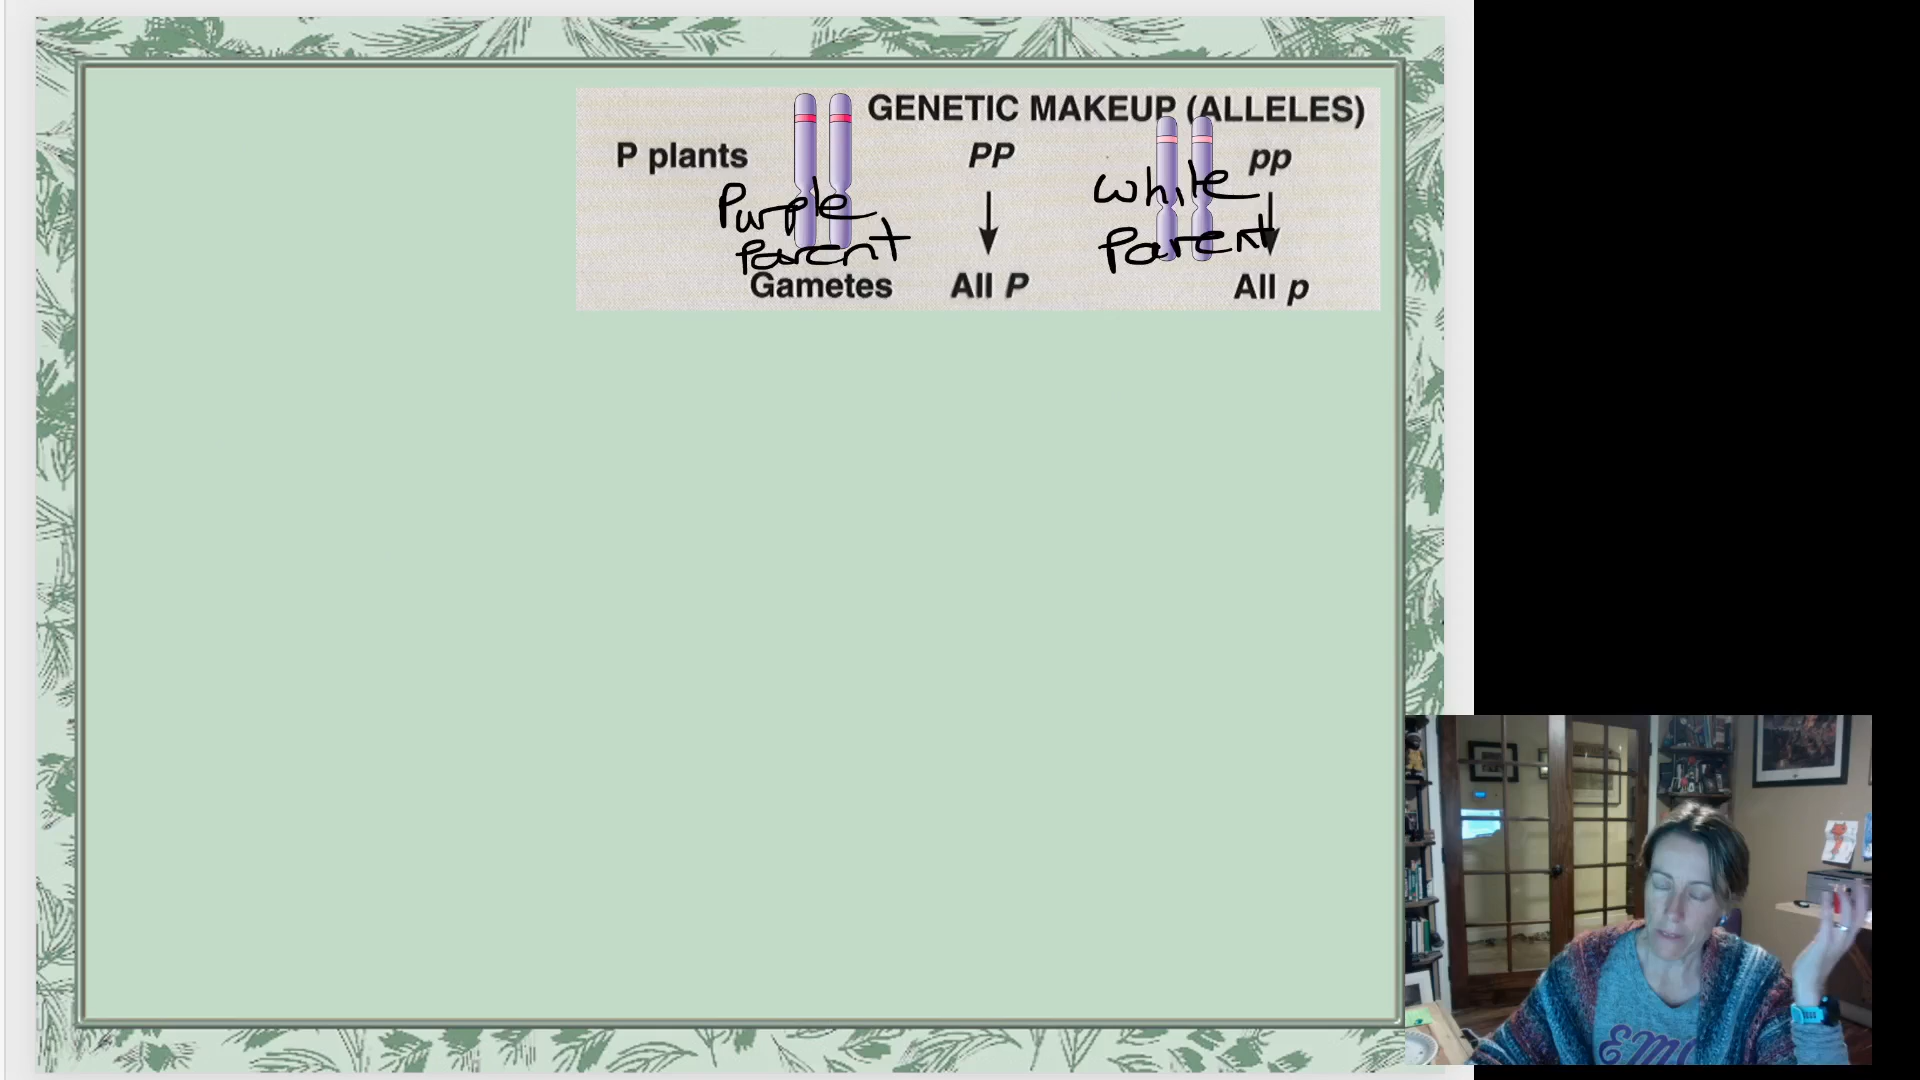 GENETIC MAKEUP (ALLELES)
P plants PP pp
Purple
Parent
white
Parent
Gametes All P All p